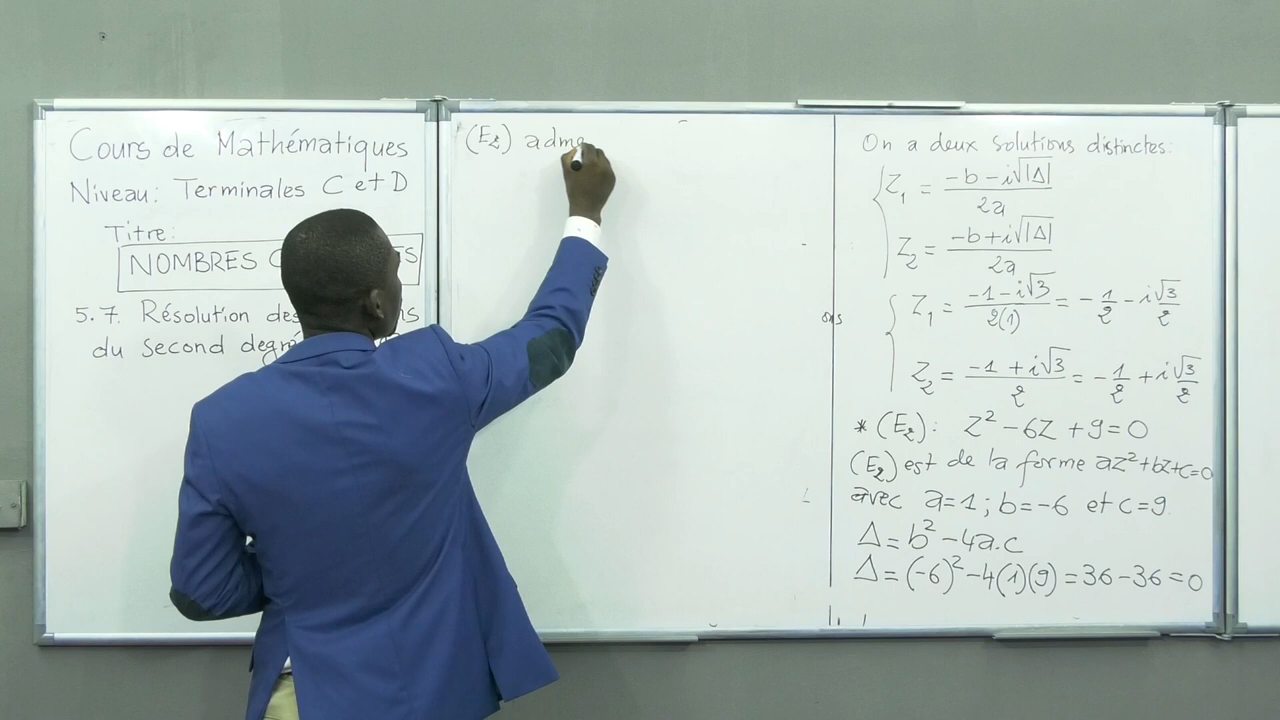 Cours de Mathématiques
Niveau: Terminales C et D
Titre:
NOMBRES
5.7. Résolution des
du second degré
(E₂) adme
On a deux solutions distinctes:
Z₁ = (-b - i√|Δ|)/2a
Z₂ = (-b + i√|Δ|)/2a
Z₁ = (-1 - i√3)/2(1) = -1/2 - i√3/2
Z₂ = (-1 + i√3)/2 = -1/2 + i√3/2
* (E₂): Z² - 6Z + 9 = 0
(E₂) est de la forme az² + bz + c = 0
avec a = 1 ; b = -6 et c = 9
Δ = b² - 4a.c
Δ = (-6)² - 4(1)(9) = 36 - 36 = 0